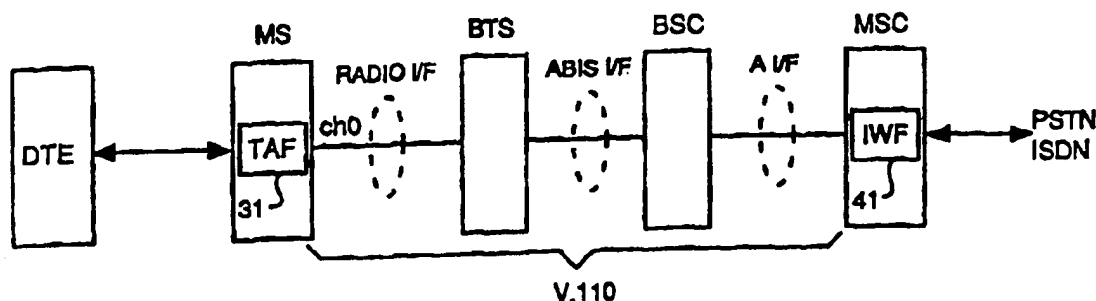 MS
BTS
BSC
MSC
RADIO I/F
ABIS I/F
A I/F
DTE
TAF
ch0
IWF
PSTN
ISDN
31
41
V.110